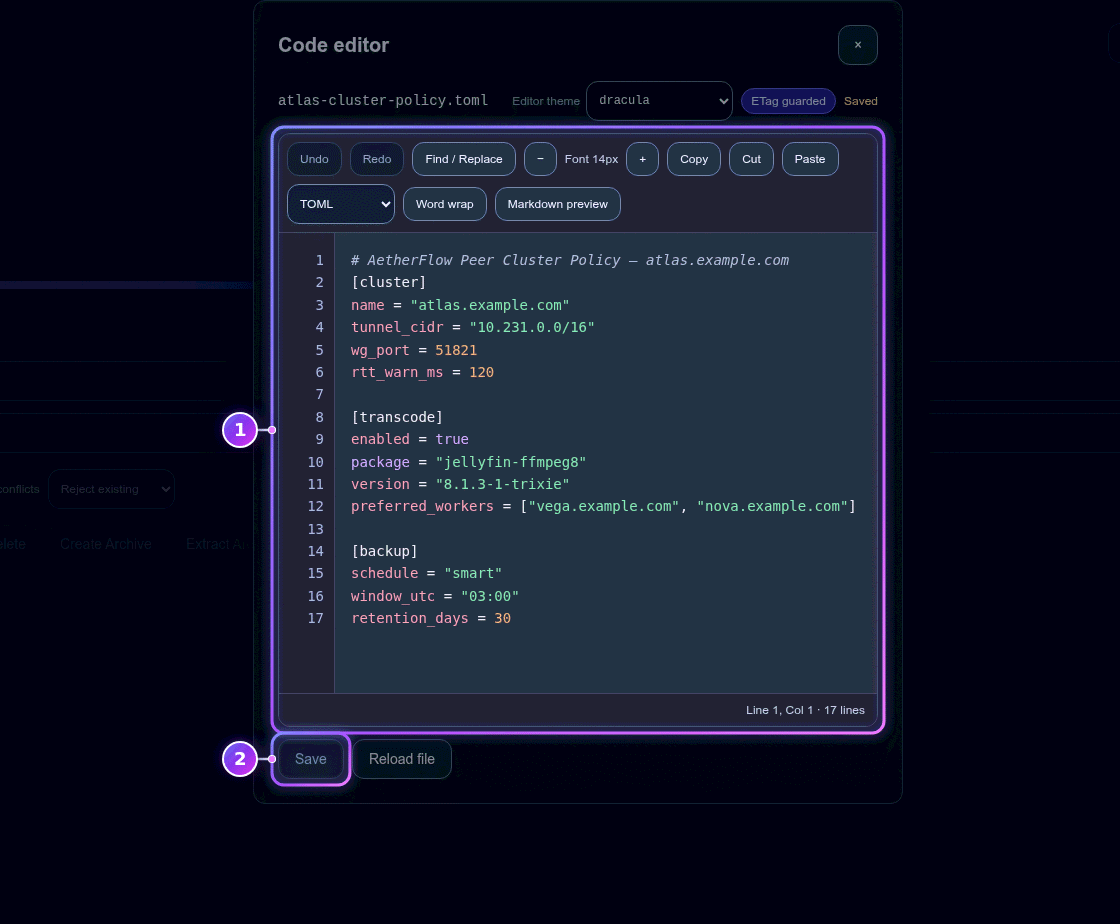 Code editor
×
atlas-cluster-policy.toml Editor theme dracula ETag guarded Saved
Undo Redo Find / Replace − Font 14px + Copy Cut Paste
TOML Word wrap Markdown preview
1 # AetherFlow Peer Cluster Policy — atlas.example.com
2 [cluster]
3 name = "atlas.example.com"
4 tunnel_cidr = "10.231.0.0/16"
5 wg_port = 51821
6 rtt_warn_ms = 120
7
8 [transcode]
9 enabled = true
10 package = "jellyfin-ffmpeg8"
11 version = "8.1.3-1-trixie"
12 preferred_workers = ["vega.example.com", "nova.example.com"]
13
14 [backup]
15 schedule = "smart"
16 window_utc = "03:00"
17 retention_days = 30
Line 1, Col 1 · 17 lines
Save Reload file
1
2
conflicts Reject existing
Create Archive